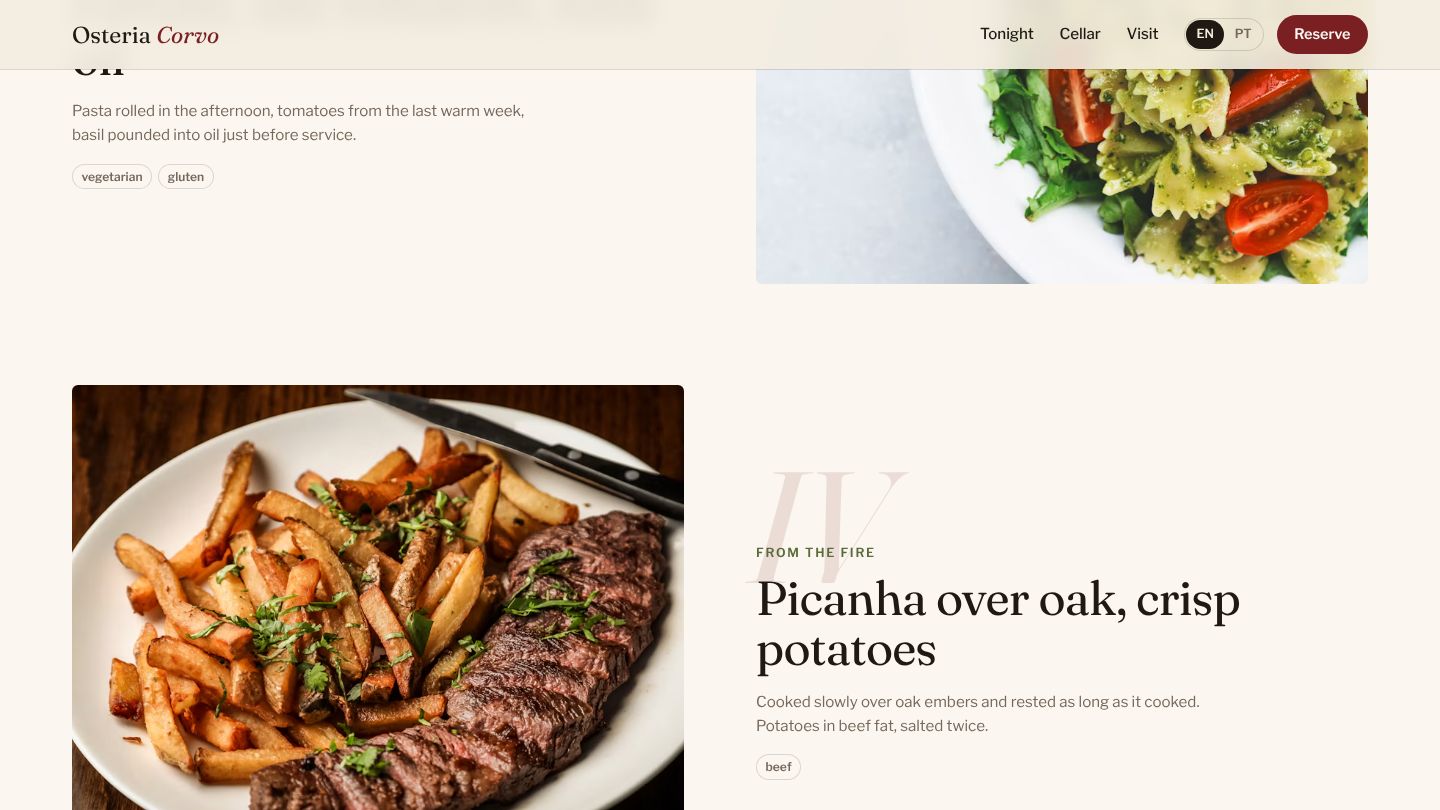 Osteria Corvo
Tonight
Cellar
Visit
EN
PT
Reserve
oil
Pasta rolled in the afternoon, tomatoes from the last warm week,
basil pounded into oil just before service.
vegetarian
gluten
IV
FROM THE FIRE
Picanha over oak, crisp
potatoes
Cooked slowly over oak embers and rested as long as it cooked.
Potatoes in beef fat, salted twice.
beef